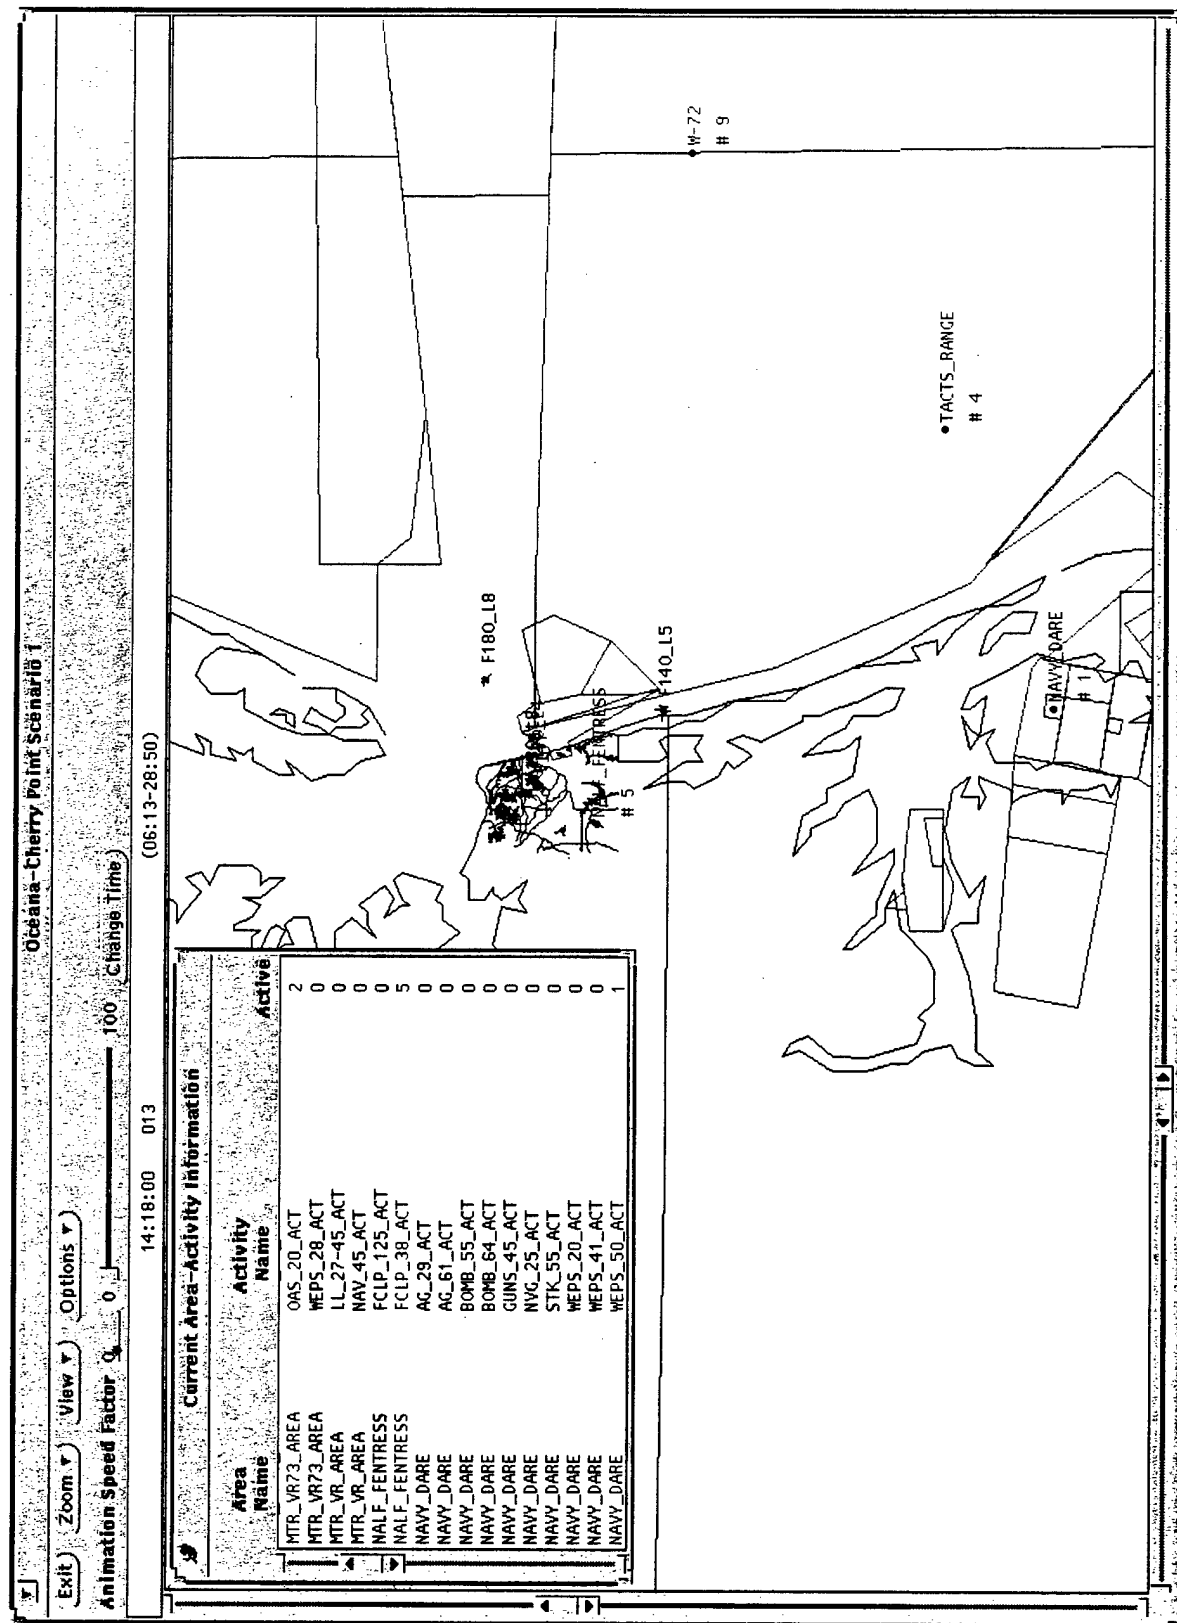 Oceana-Cherry Point Scenario 1
Exit Zoom View Options
Animation Speed Factor 0 0 100 Change Time
14:18:00 013 (06:13-28:50)
Current Area-Activity Information
Area Name Activity Name Active
MTR_VR73_AREA OAS_20_ACT 2
MTR_VR73_AREA WEPS_28_ACT 0
MTR_VR_AREA LL_27-45_ACT 0
MTR_VR_AREA NAV_45_ACT 0
NALF_FENTRESS FCLP_125_ACT 0
NALF_FENTRESS FCLP_38_ACT 5
NAVY_DARE AG_29_ACT 0
NAVY_DARE AG_61_ACT 0
NAVY_DARE BOMB_55_ACT 0
NAVY_DARE BOMB_64_ACT 0
NAVY_DARE GUNS_45_ACT 0
NAVY_DARE NVG_25_ACT 0
NAVY_DARE STK_55_ACT 0
NAVY_DARE WEPS_20_ACT 0
NAVY_DARE WEPS_41_ACT 0
NAVY_DARE WEPS_50_ACT 1
F180_L8
F140_L5
NALF_FENTRESS
# 5
W-72
# 9
TACTS_RANGE
# 4
NAVY_DARE
# 1